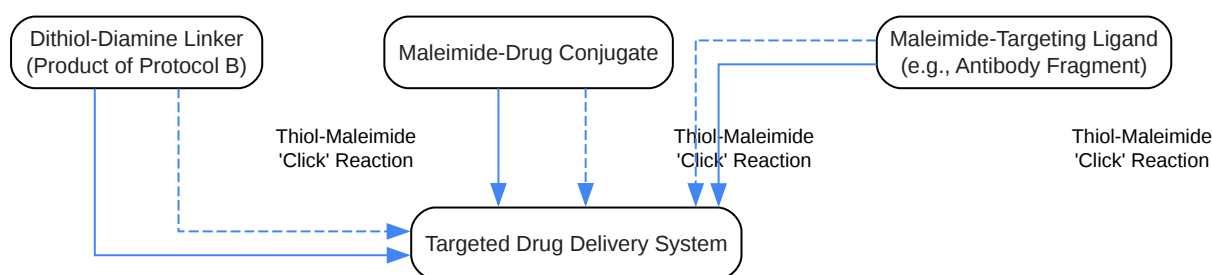 Dithiol-Diamine Linker
(Product of Protocol B)
Maleimide-Drug Conjugate
Maleimide-Targeting Ligand
(e.g., Antibody Fragment)
Thiol-Maleimide
'Click' Reaction
Thiol-Maleimide
'Click' Reaction
Thiol-Maleimide
'Click' Reaction
Targeted Drug Delivery System